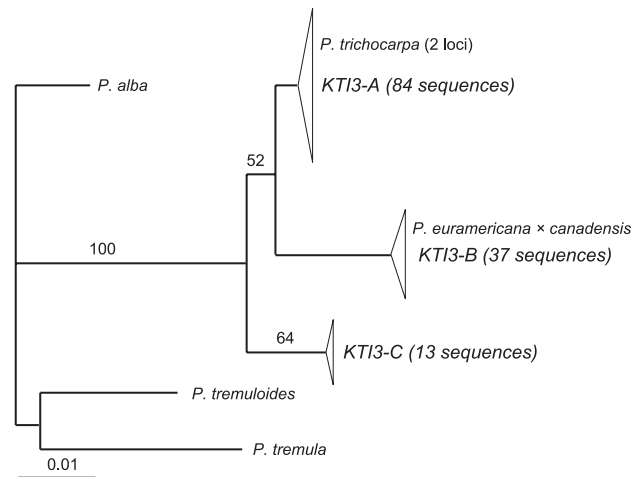 P. trichocarpa (2 loci)
KTI3-A (84 sequences)
P. alba
52
P. euramericana × canadensis
KTI3-B (37 sequences)
100
64
KTI3-C (13 sequences)
P. tremuloides
P. tremula
0.01